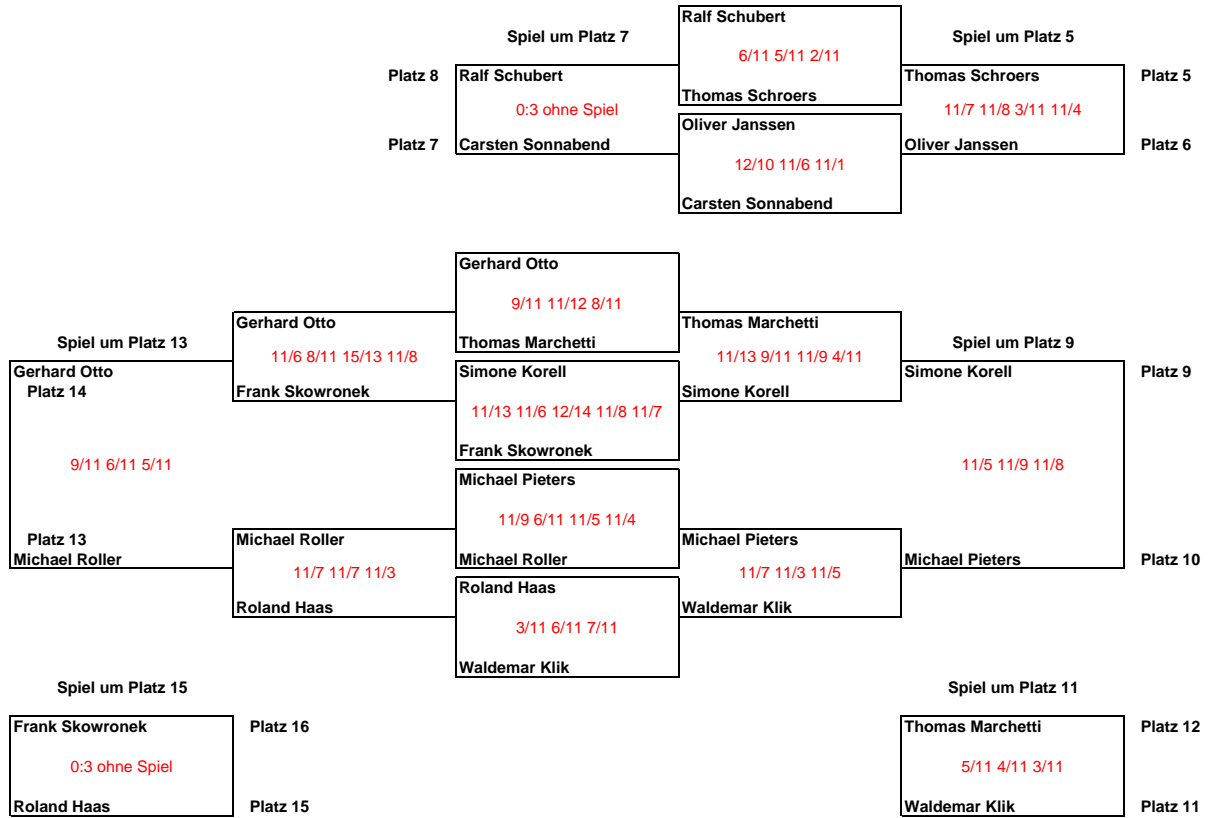 Ralf Schubert
Spiel um Platz 7
Spiel um Platz 5
6/11 5/11 2/11
Platz 8
Ralf Schubert
Thomas Schroers
Platz 5
Thomas Schroers
0:3 ohne Spiel
11/7 11/8 3/11 11/4
Oliver Janssen
Platz 7
Carsten Sonnabend
Oliver Janssen
Platz 6
12/10 11/6 11/1
Carsten Sonnabend
Gerhard Otto
9/11 11/12 8/11
Gerhard Otto
Thomas Marchetti
Spiel um Platz 13
Thomas Marchetti
Spiel um Platz 9
11/6 8/11 15/13 11/8
11/13 9/11 11/9 4/11
Gerhard Otto
Simone Korell
Simone Korell
Platz 9
Platz 14
Frank Skowronek
Simone Korell
11/13 11/6 12/14 11/8 11/7
Frank Skowronek
9/11 6/11 5/11
11/5 11/9 11/8
Michael Pieters
11/9 6/11 11/5 11/4
Platz 13
Michael Roller
Michael Pieters
Michael Roller
Michael Roller
Michael Pieters
Platz 10
11/7 11/7 11/3
11/7 11/3 11/5
Roland Haas
Roland Haas
Waldemar Klik
3/11 6/11 7/11
Waldemar Klik
Spiel um Platz 15
Spiel um Platz 11
Frank Skowronek
Platz 16
Thomas Marchetti
Platz 12
0:3 ohne Spiel
5/11 4/11 3/11
Roland Haas
Platz 15
Waldemar Klik
Platz 11